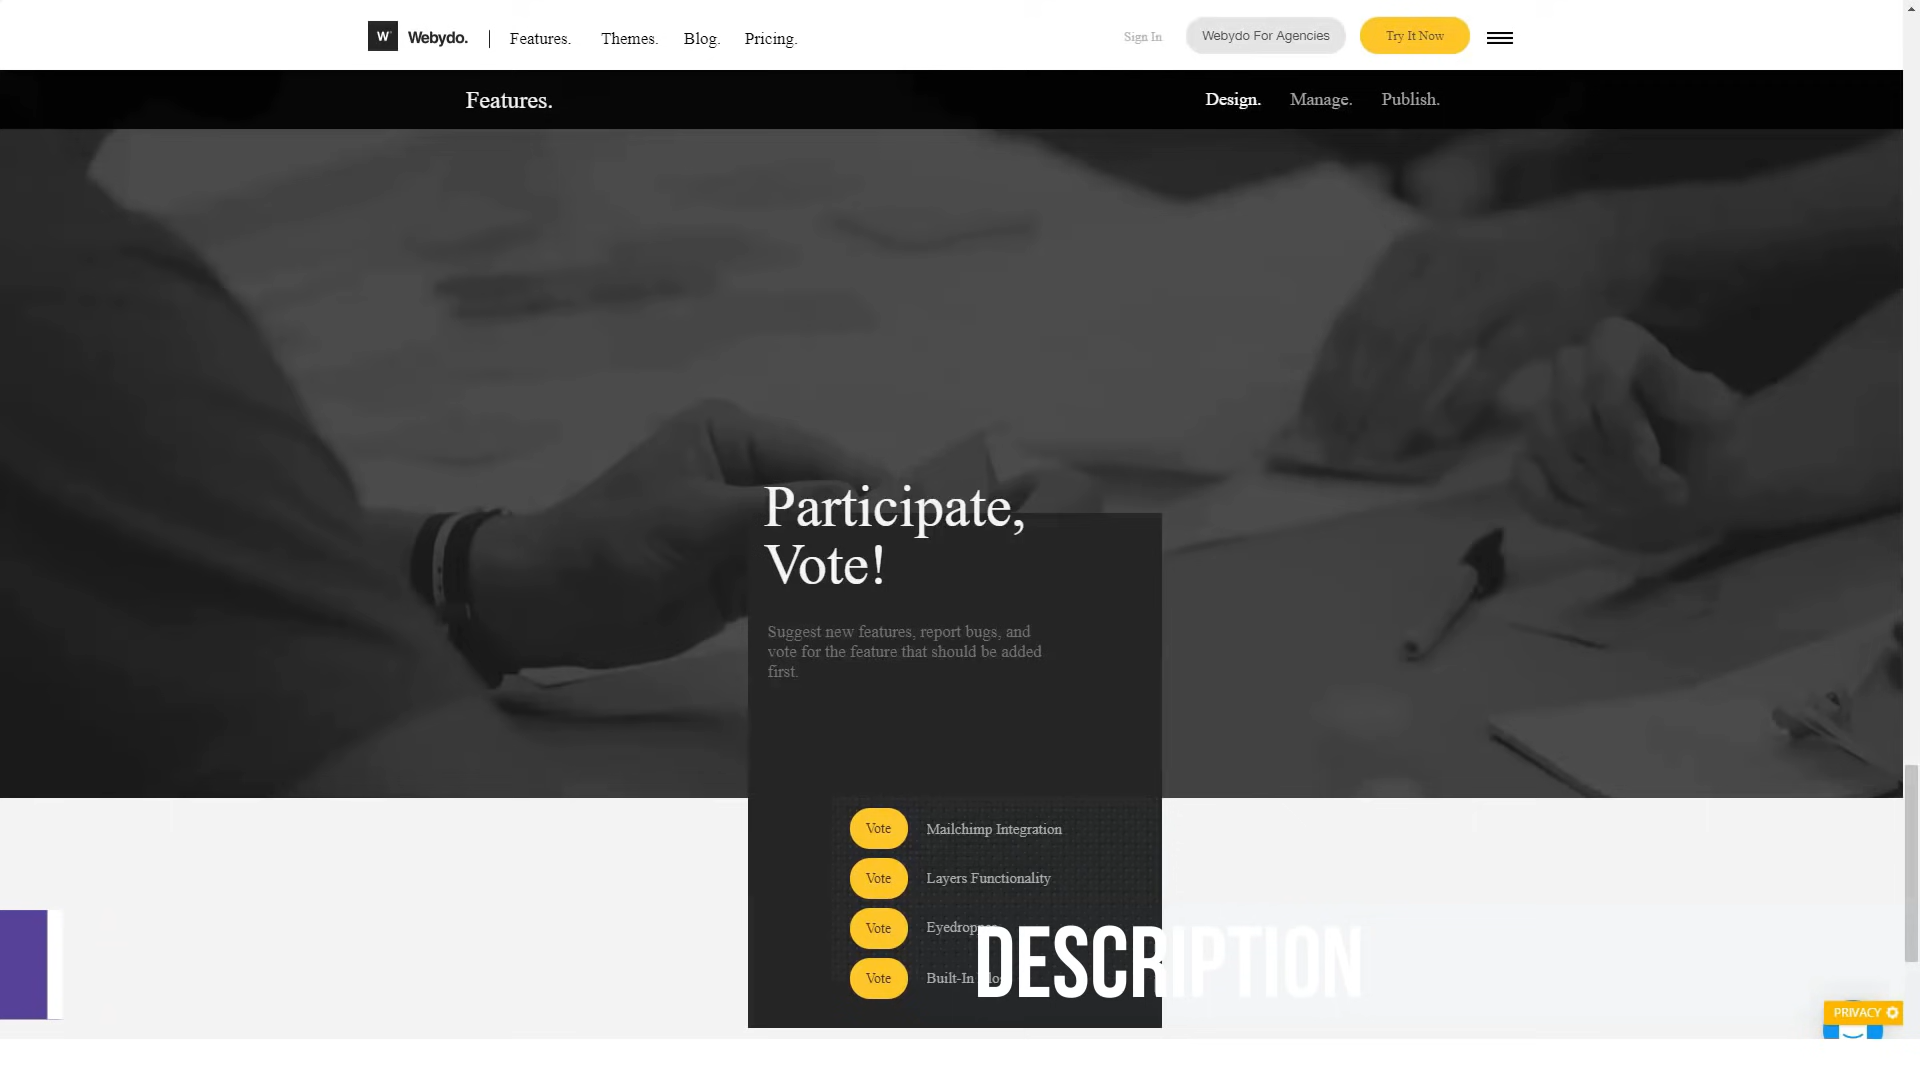 W Webydo. | Features. Themes. Blog. Pricing. Sign In Webydo For Agencies Try It Now
Features. Design. Manage. Publish.
Participate,
Vote!
Suggest new features, report bugs, and
vote for the feature that should be added
first.
Vote Mailchimp Integration
Vote Layers Functionality
Vote
Vote Built-In
DESCRIPTION
PRIVACY